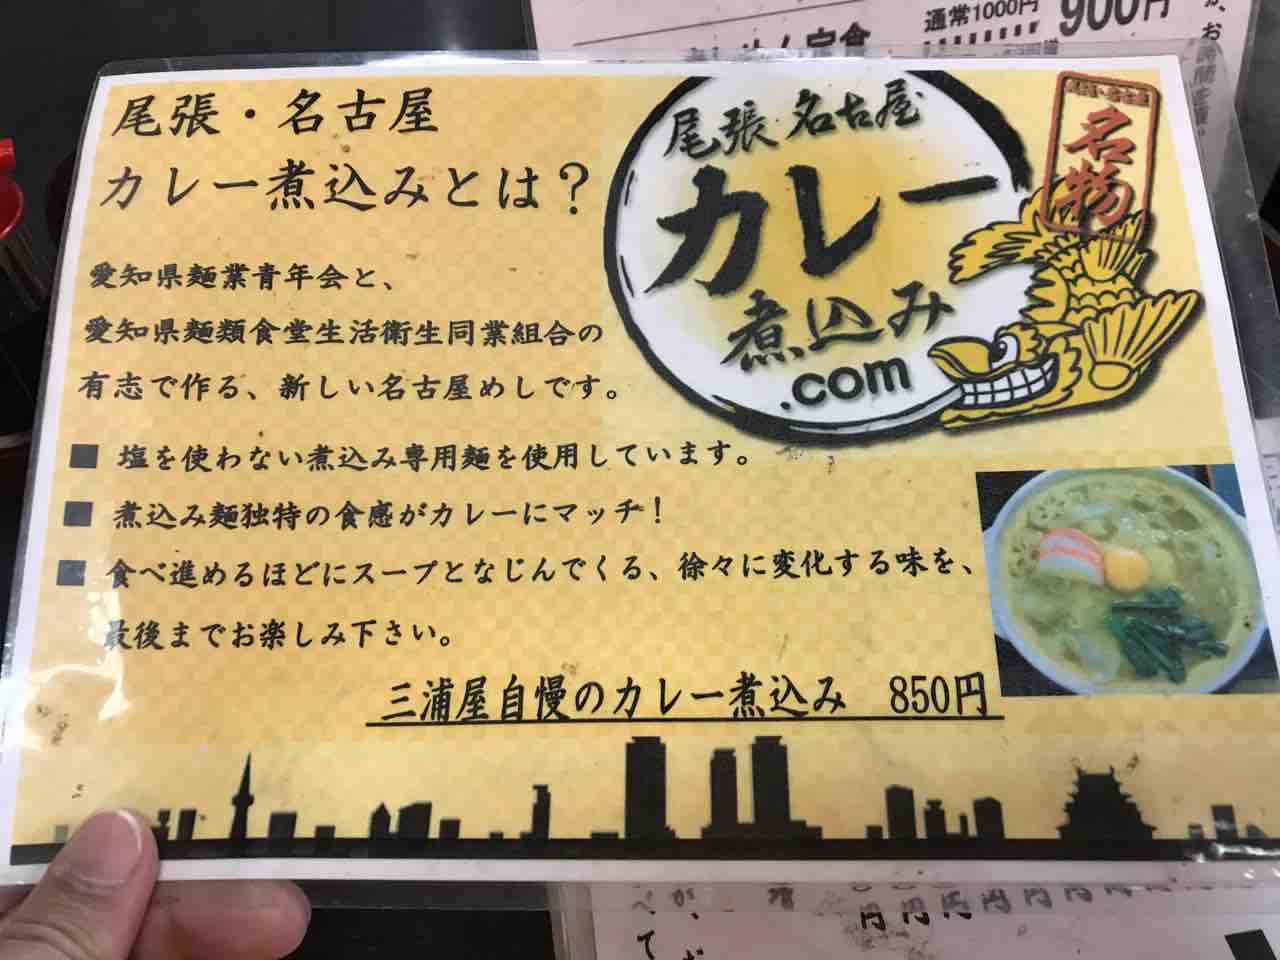 通常1000円 900円
尾張・名古屋
カレー煮込みとは？
尾張 名古屋
カレー
煮込み
.com
名物
愛知県麺業青年会と、
愛知県麺類食堂生活衛生同業組合の
有志で作る、新しい名古屋めしです。
■ 塩を使わない煮込み専用麺を使用しています。
■ 煮込み麺独特の食感がカレーにマッチ！
■ 食べ進めるほどにスープとなじんでくる、徐々に変化する味を、
最後までお楽しみ下さい。
三浦屋自慢のカレー煮込み 850円